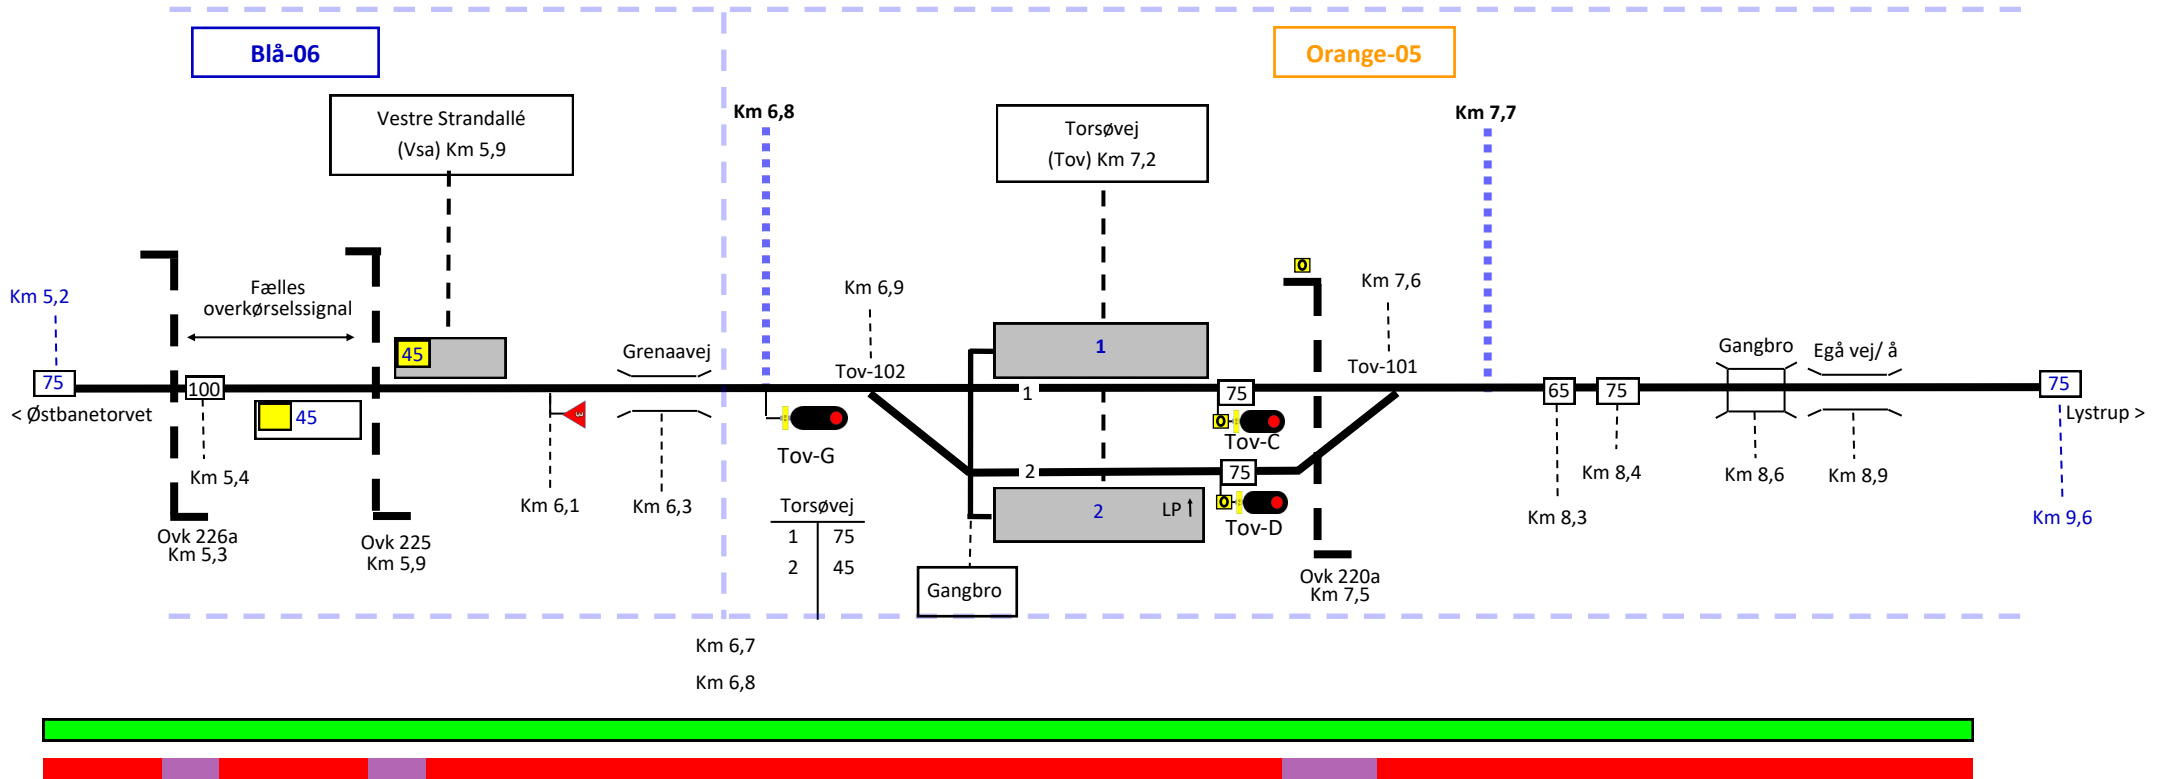 Blå-06
Orange-05
Vestre Strandallé
(Vsa) Km 5,9
Km 6,8
Torsøvej
(Tov) Km 7,2
Km 7,7
Km 5,2
Fælles
overkørselssignal
Km 6,9
Km 7,6
O
45
Grenaavej
1
Tov-102
Tov-101
Gangbro
Egå vej/ å
75
100
1
75
65
75
75
< Østbanetorvet
45
3
Tov-G
O
Tov-C
Lystrup >
Km 5,4
2
75
Km 8,4
Km 8,6
Km 8,9
Km 6,1
Km 6,3
Torsøvej
1 75
2 45
2
LP
O
Tov-D
Km 8,3
Km 9,6
Ovk 226a
Km 5,3
Ovk 225
Km 5,9
Gangbro
Ovk 220a
Km 7,5
Km 6,7
Km 6,8